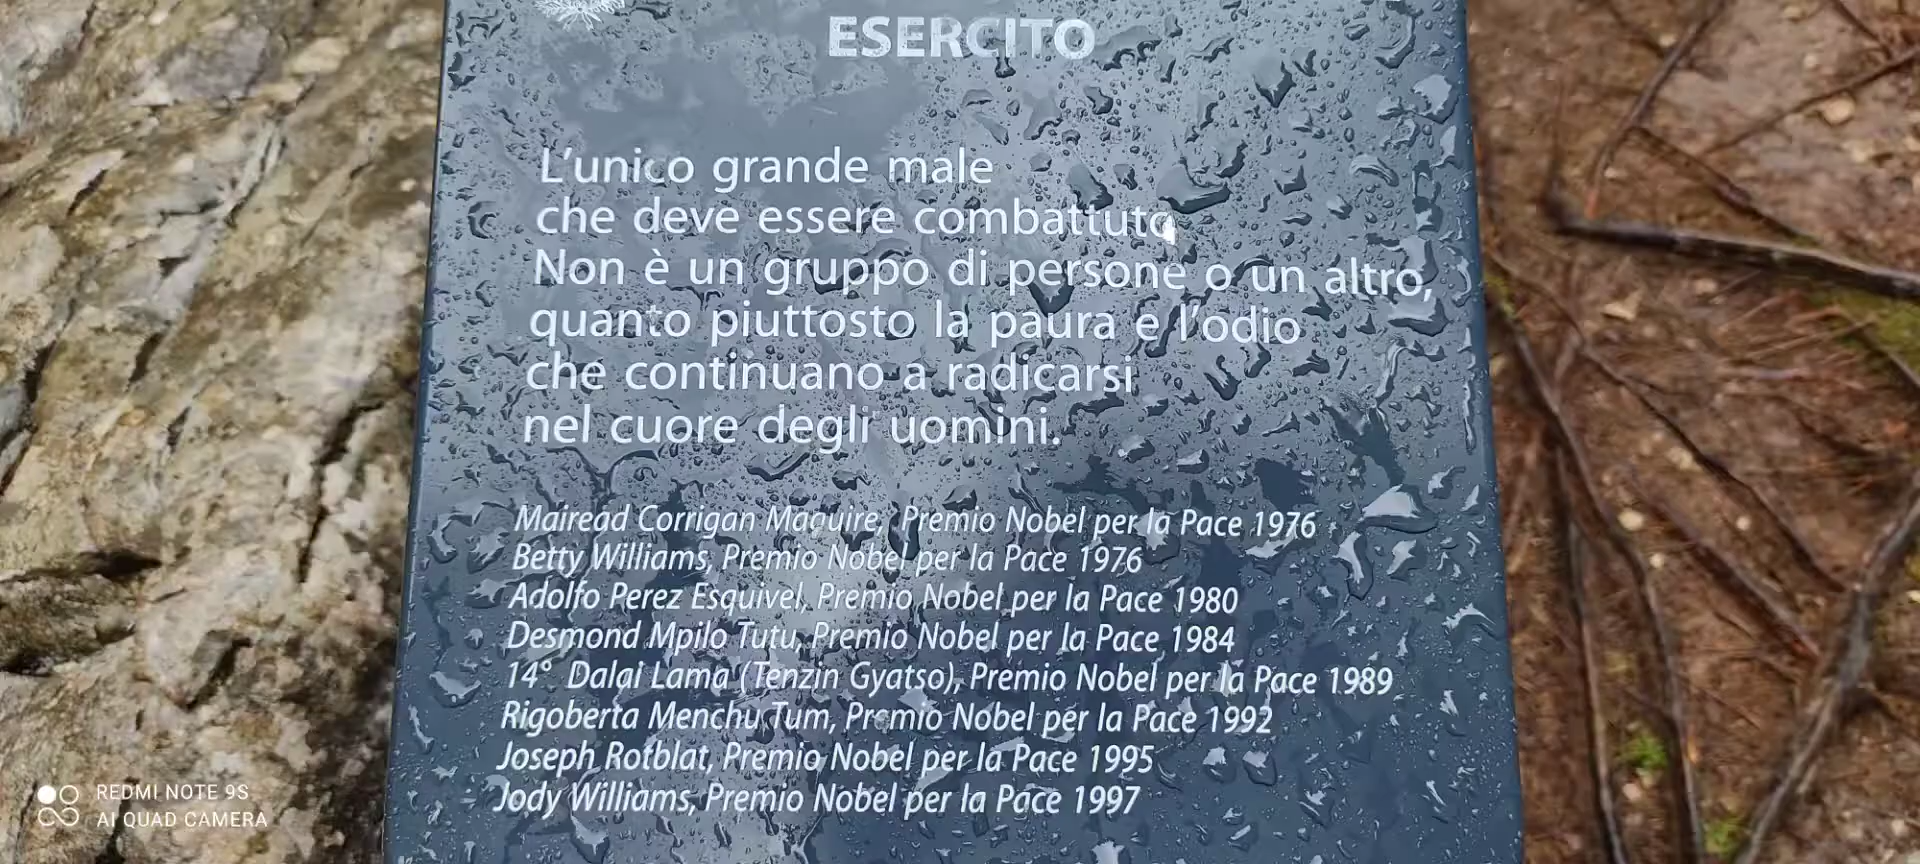 ESERCITO
L'unico grande male
che deve essere combattuto
Non è un gruppo di persone o un altro,
quanto piuttosto la paura e l'odio
che continuano a radicarsi
nel cuore degli uomini.
Mairead Corrigan Maguire, Premio Nobel per la Pace 1976
Betty Williams, Premio Nobel per la Pace 1976
Adolfo Perez Esquivel, Premio Nobel per la Pace 1980
Desmond Mpilo Tutu, Premio Nobel per la Pace 1984
14° Dalai Lama (Tenzin Gyatso), Premio Nobel per la Pace 1989
Rigoberta Menchu Tum, Premio Nobel per la Pace 1992
Joseph Rotblat, Premio Nobel per la Pace 1995
Jody Williams, Premio Nobel per la Pace 1997
REDMI NOTE 9S
AI QUAD CAMERA